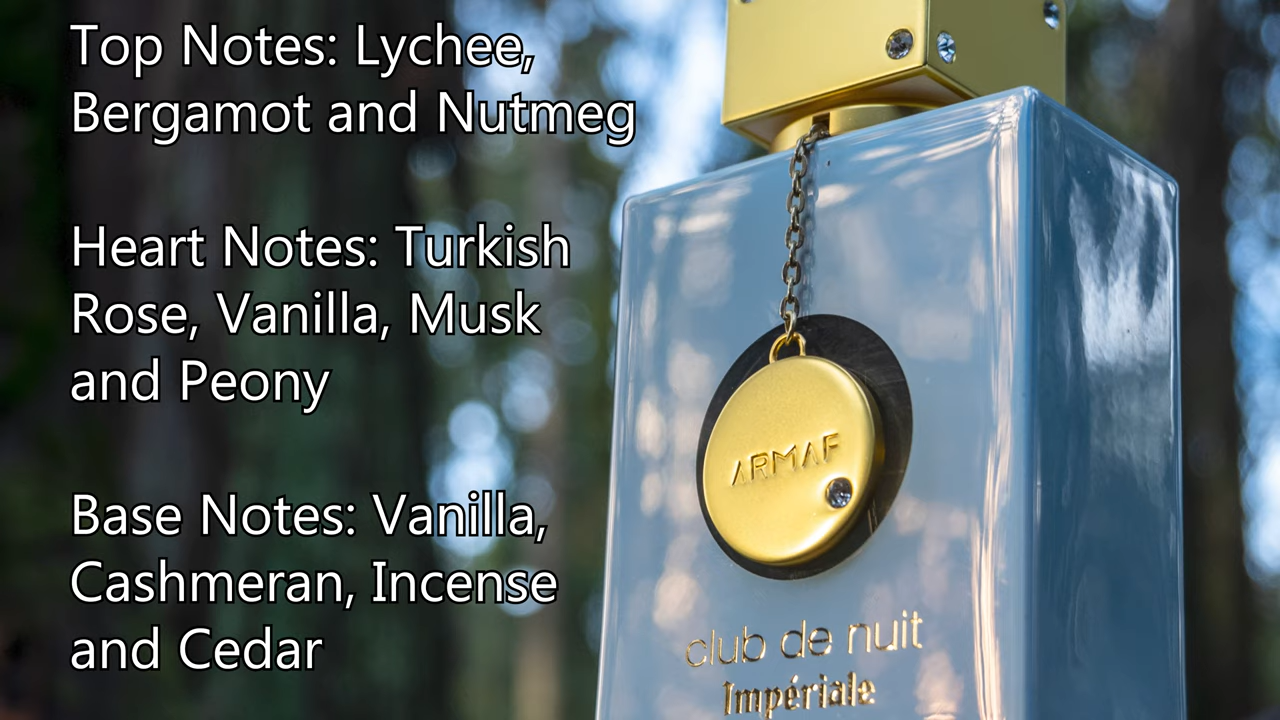 Top Notes: Lychee,
Bergamot and Nutmeg
Heart Notes: Turkish
Rose, Vanilla, Musk
and Peony
Base Notes: Vanilla,
Cashmeran, Incense
and Cedar
ARMAF
club de nuit
Impériale